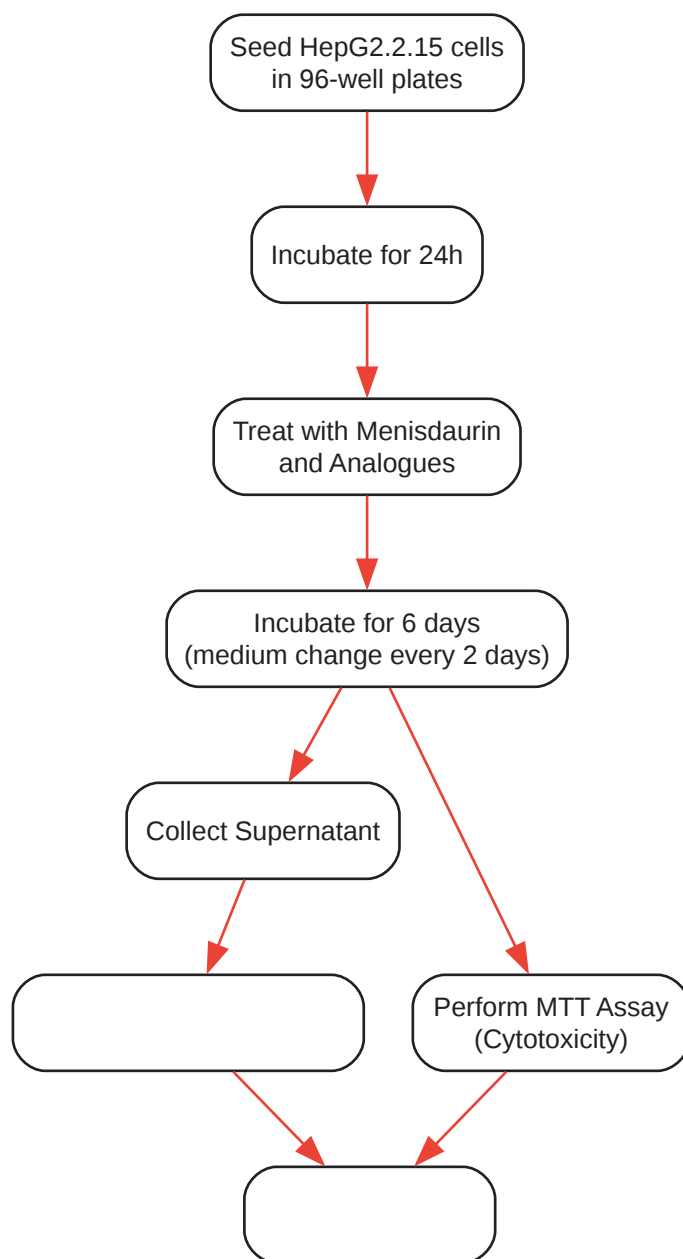 Seed HepG2.2.15 cells
in 96-well plates
Incubate for 24h
Treat with Menisdaurin
and Analogues
Incubate for 6 days
(medium change every 2 days)
Collect Supernatant
Perform MTT Assay
(Cytotoxicity)